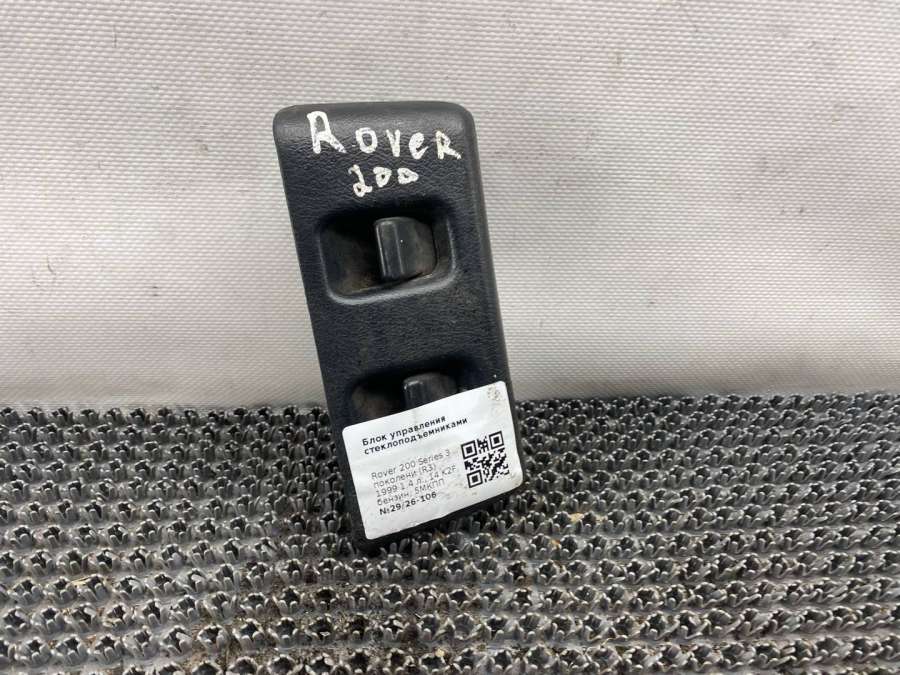 Rover
200
Блок управления
стеклоподъемниками
Rover 200 Series 3
поколени (R3)
1999 1.4 л., 14 K2F,
бензин, 5МКПП
№29/26-106